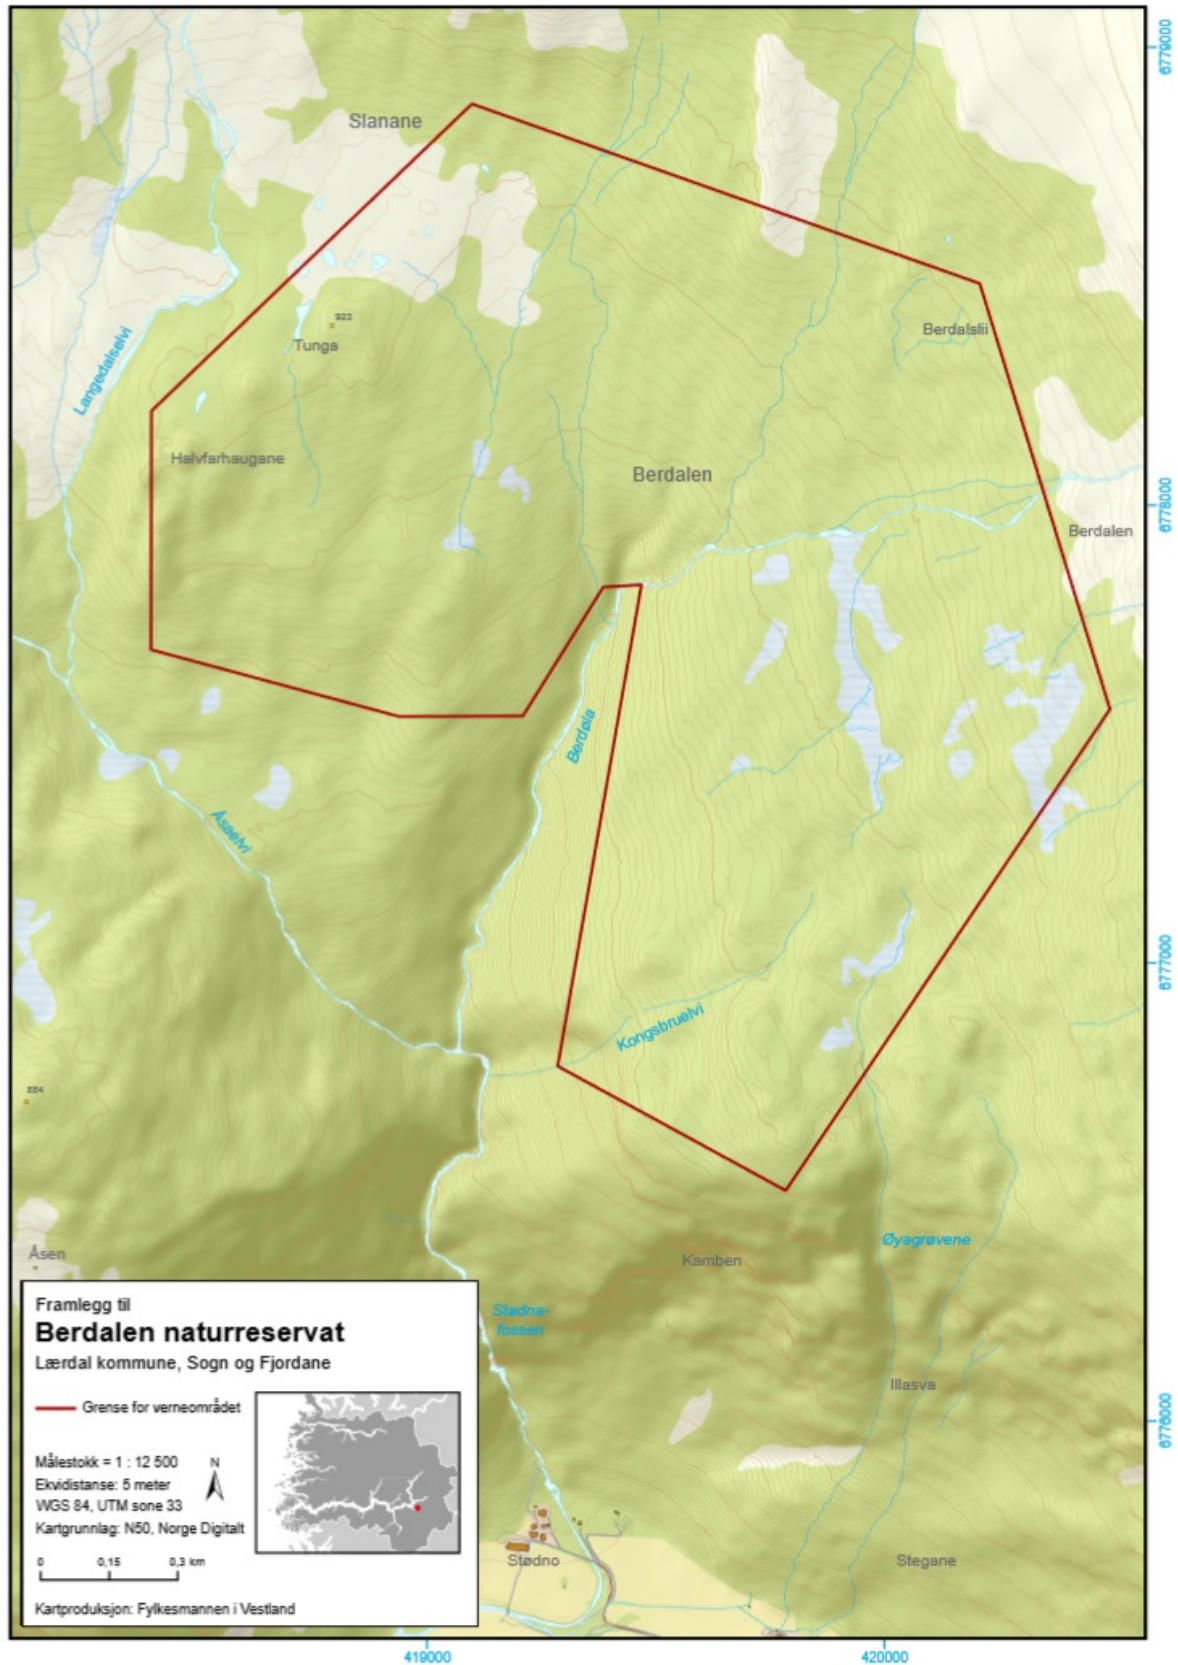 6779000
Slanane
Langedalselvi
923
Tunga
Berdalslii
Halvfarhaugane
Berdalen
6778000
Berdalen
Berdøla
Åsaelvi
6777000
Kongsbruelvi
884
Øyagrøvene
Åsen
Kamben
Stødna-
fossen
Illasva
6776000
Stødno
Stegane
Framlegg til
Berdalen naturreservat
Lærdal kommune, Sogn og Fjordane
Grense for verneområdet
Målestokk = 1 : 12 500
N
Ekvidistanse: 5 meter
WGS 84, UTM sone 33
Kartgrunnlag: N50, Norge Digitalt
0 0,15 0,3 km
Kartproduksjon: Fylkesmannen i Vestland
419000
420000